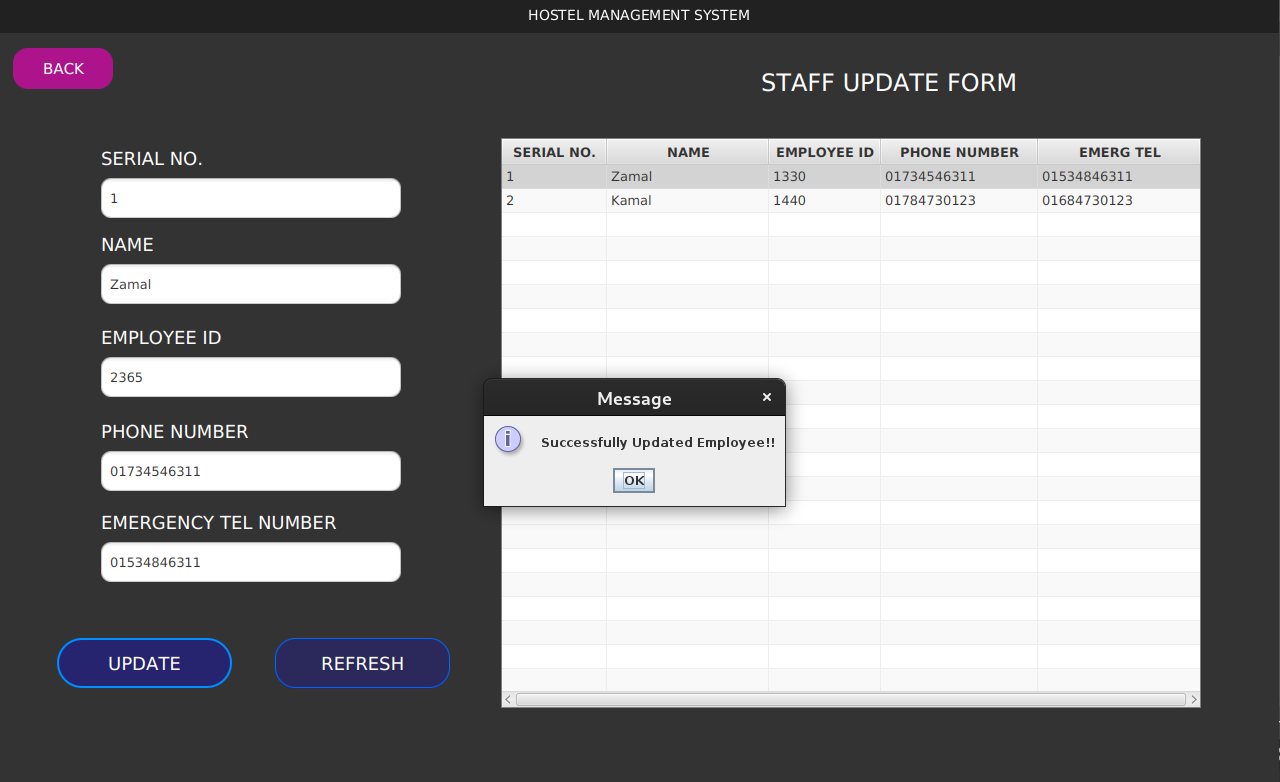 HOSTEL MANAGEMENT SYSTEM
BACK
STAFF UPDATE FORM
SERIAL NO.
1
NAME
Zamal
EMPLOYEE ID
2365
PHONE NUMBER
01734546311
EMERGENCY TEL NUMBER
01534846311
UPDATE REFRESH
SERIAL NO. NAME EMPLOYEE ID PHONE NUMBER EMERG TEL
1 Zamal 1330 01734546311 01534846311
2 Kamal 1440 01784730123 01684730123
Message ×
Successfully Updated Employee!!
OK